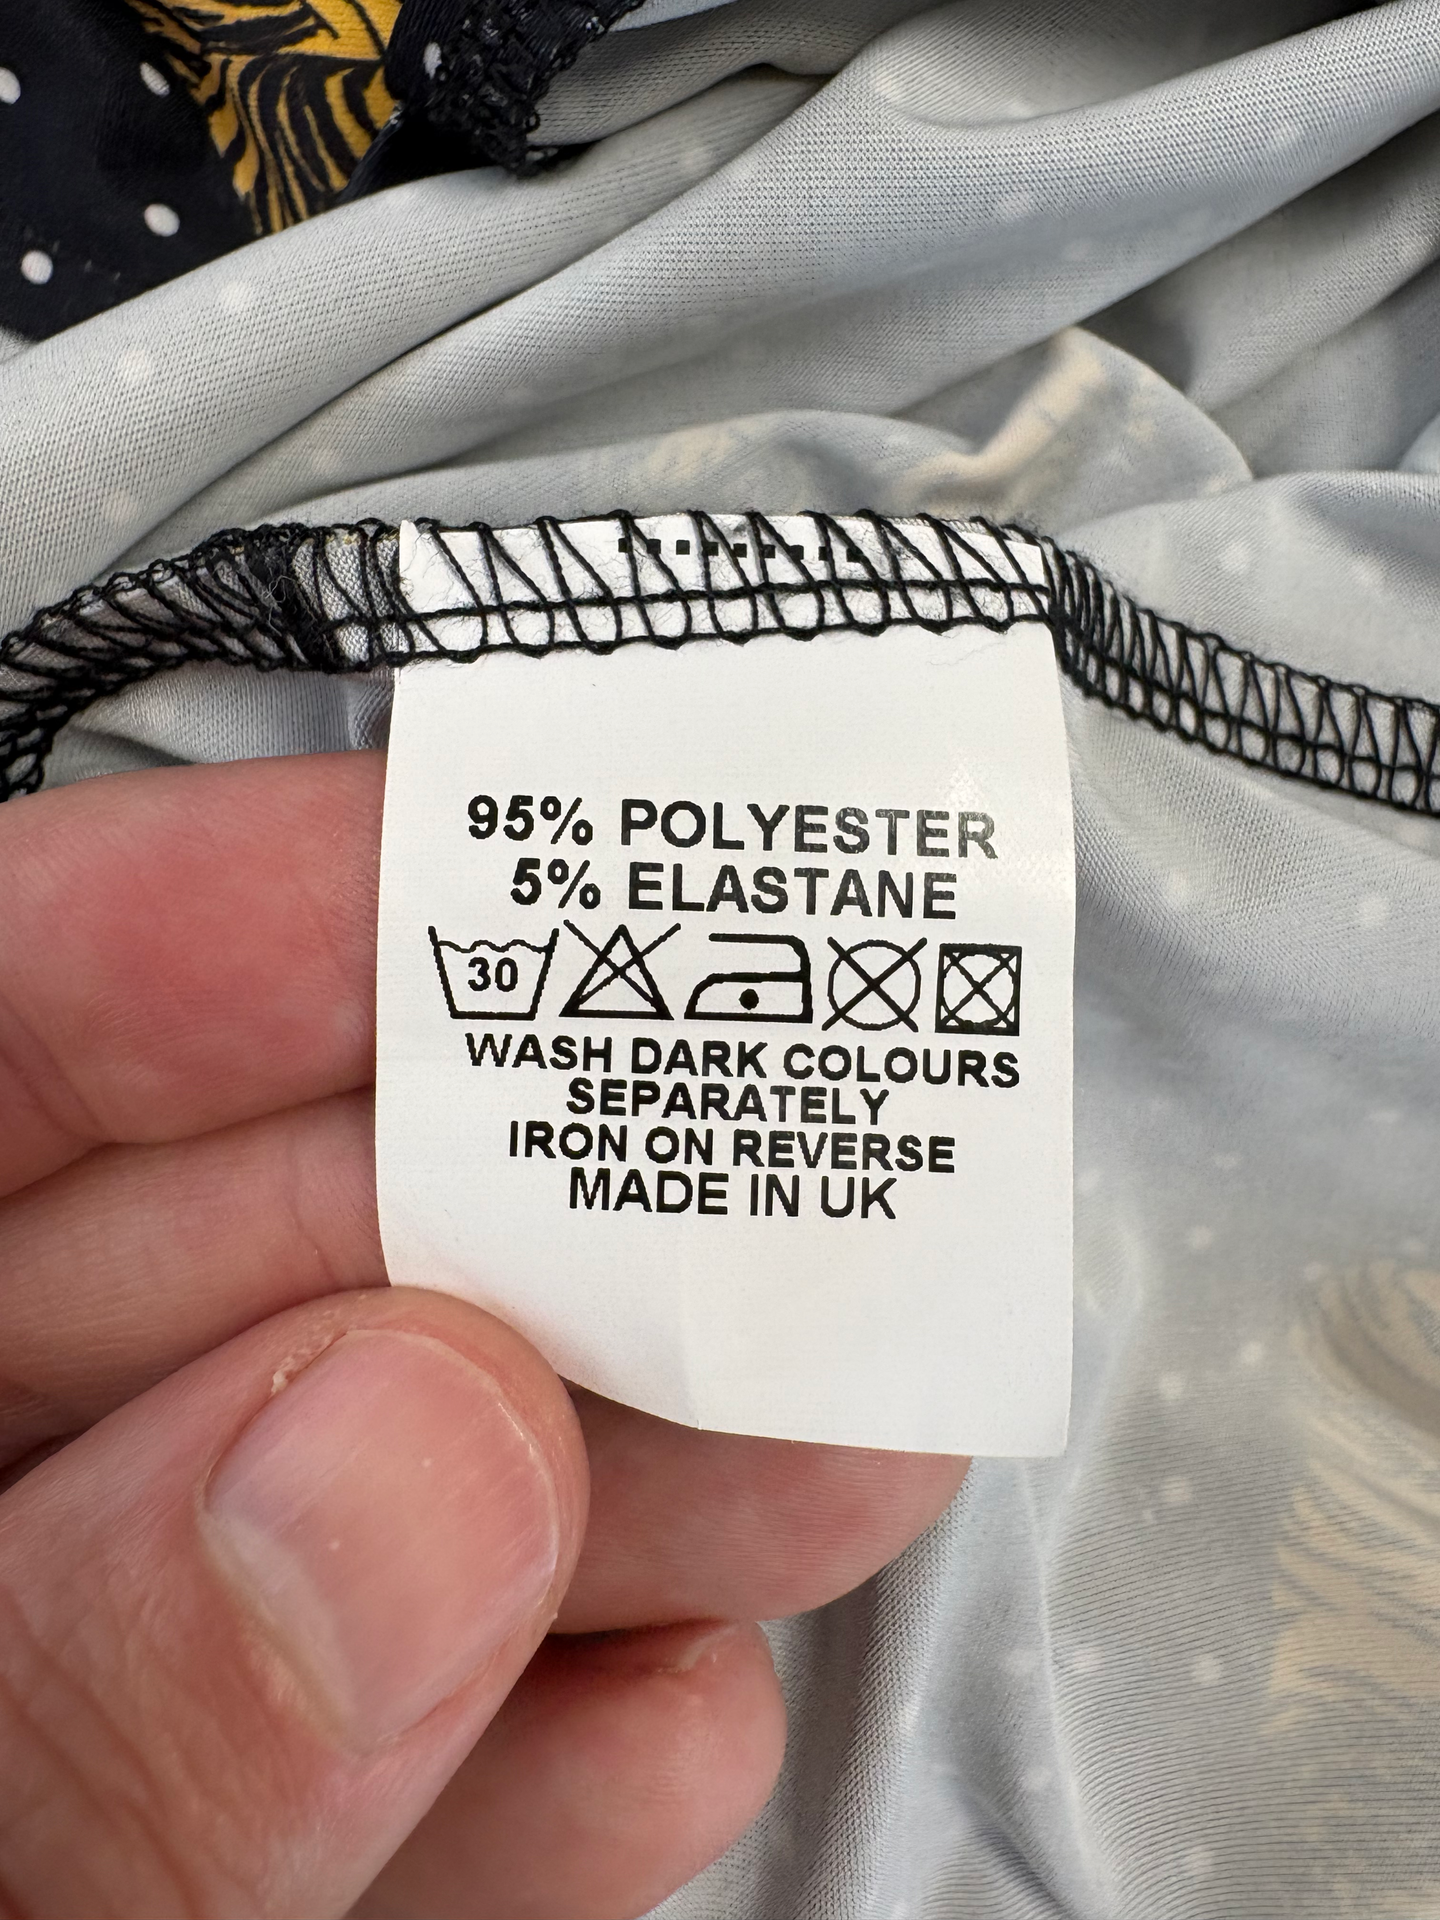 95% POLYESTER
5% ELASTANE
30
WASH DARK COLOURS
SEPARATELY
IRON ON REVERSE
MADE IN UK